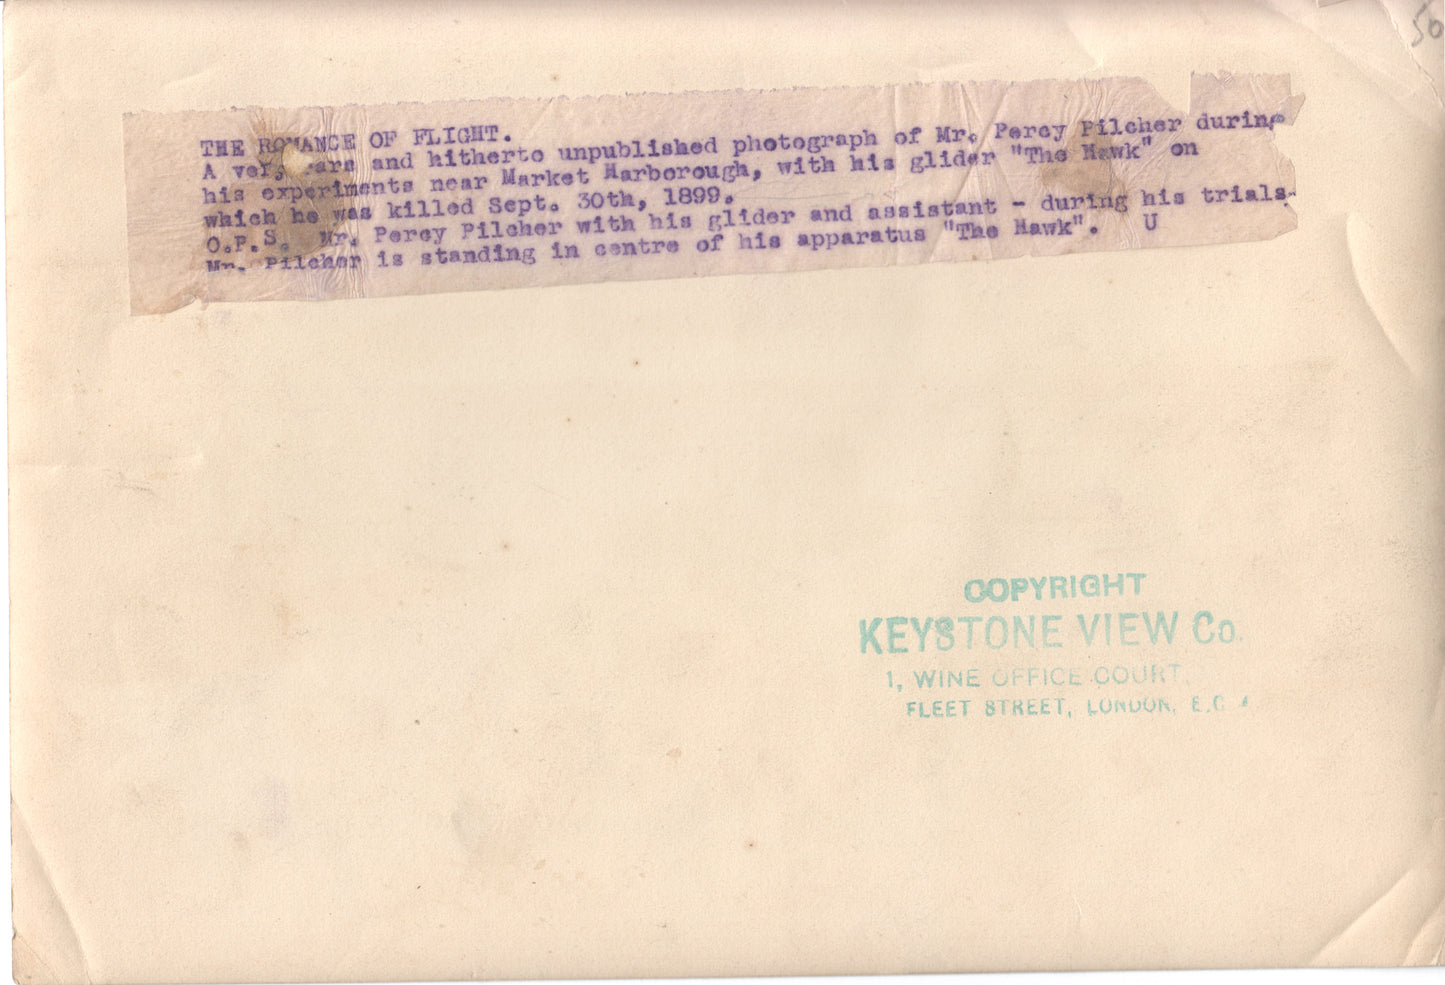 50
THE ROMANCE OF FLIGHT.
A very rare and hitherto unpublished photograph of Mr. Percy Pilcher during
his experiments near Market Harborough, with his glider "The Hawk" on
which he was killed Sept. 30th, 1899.
O.P.S. Mr. Percy Pilcher with his glider and assistant - during his trials.
Mr. Pilcher is standing in centre of his apparatus "The Hawk". U
COPYRIGHT
KEYSTONE VIEW Co.
1, WINE OFFICE COURT,
FLEET STREET, LONDON, E.C.4